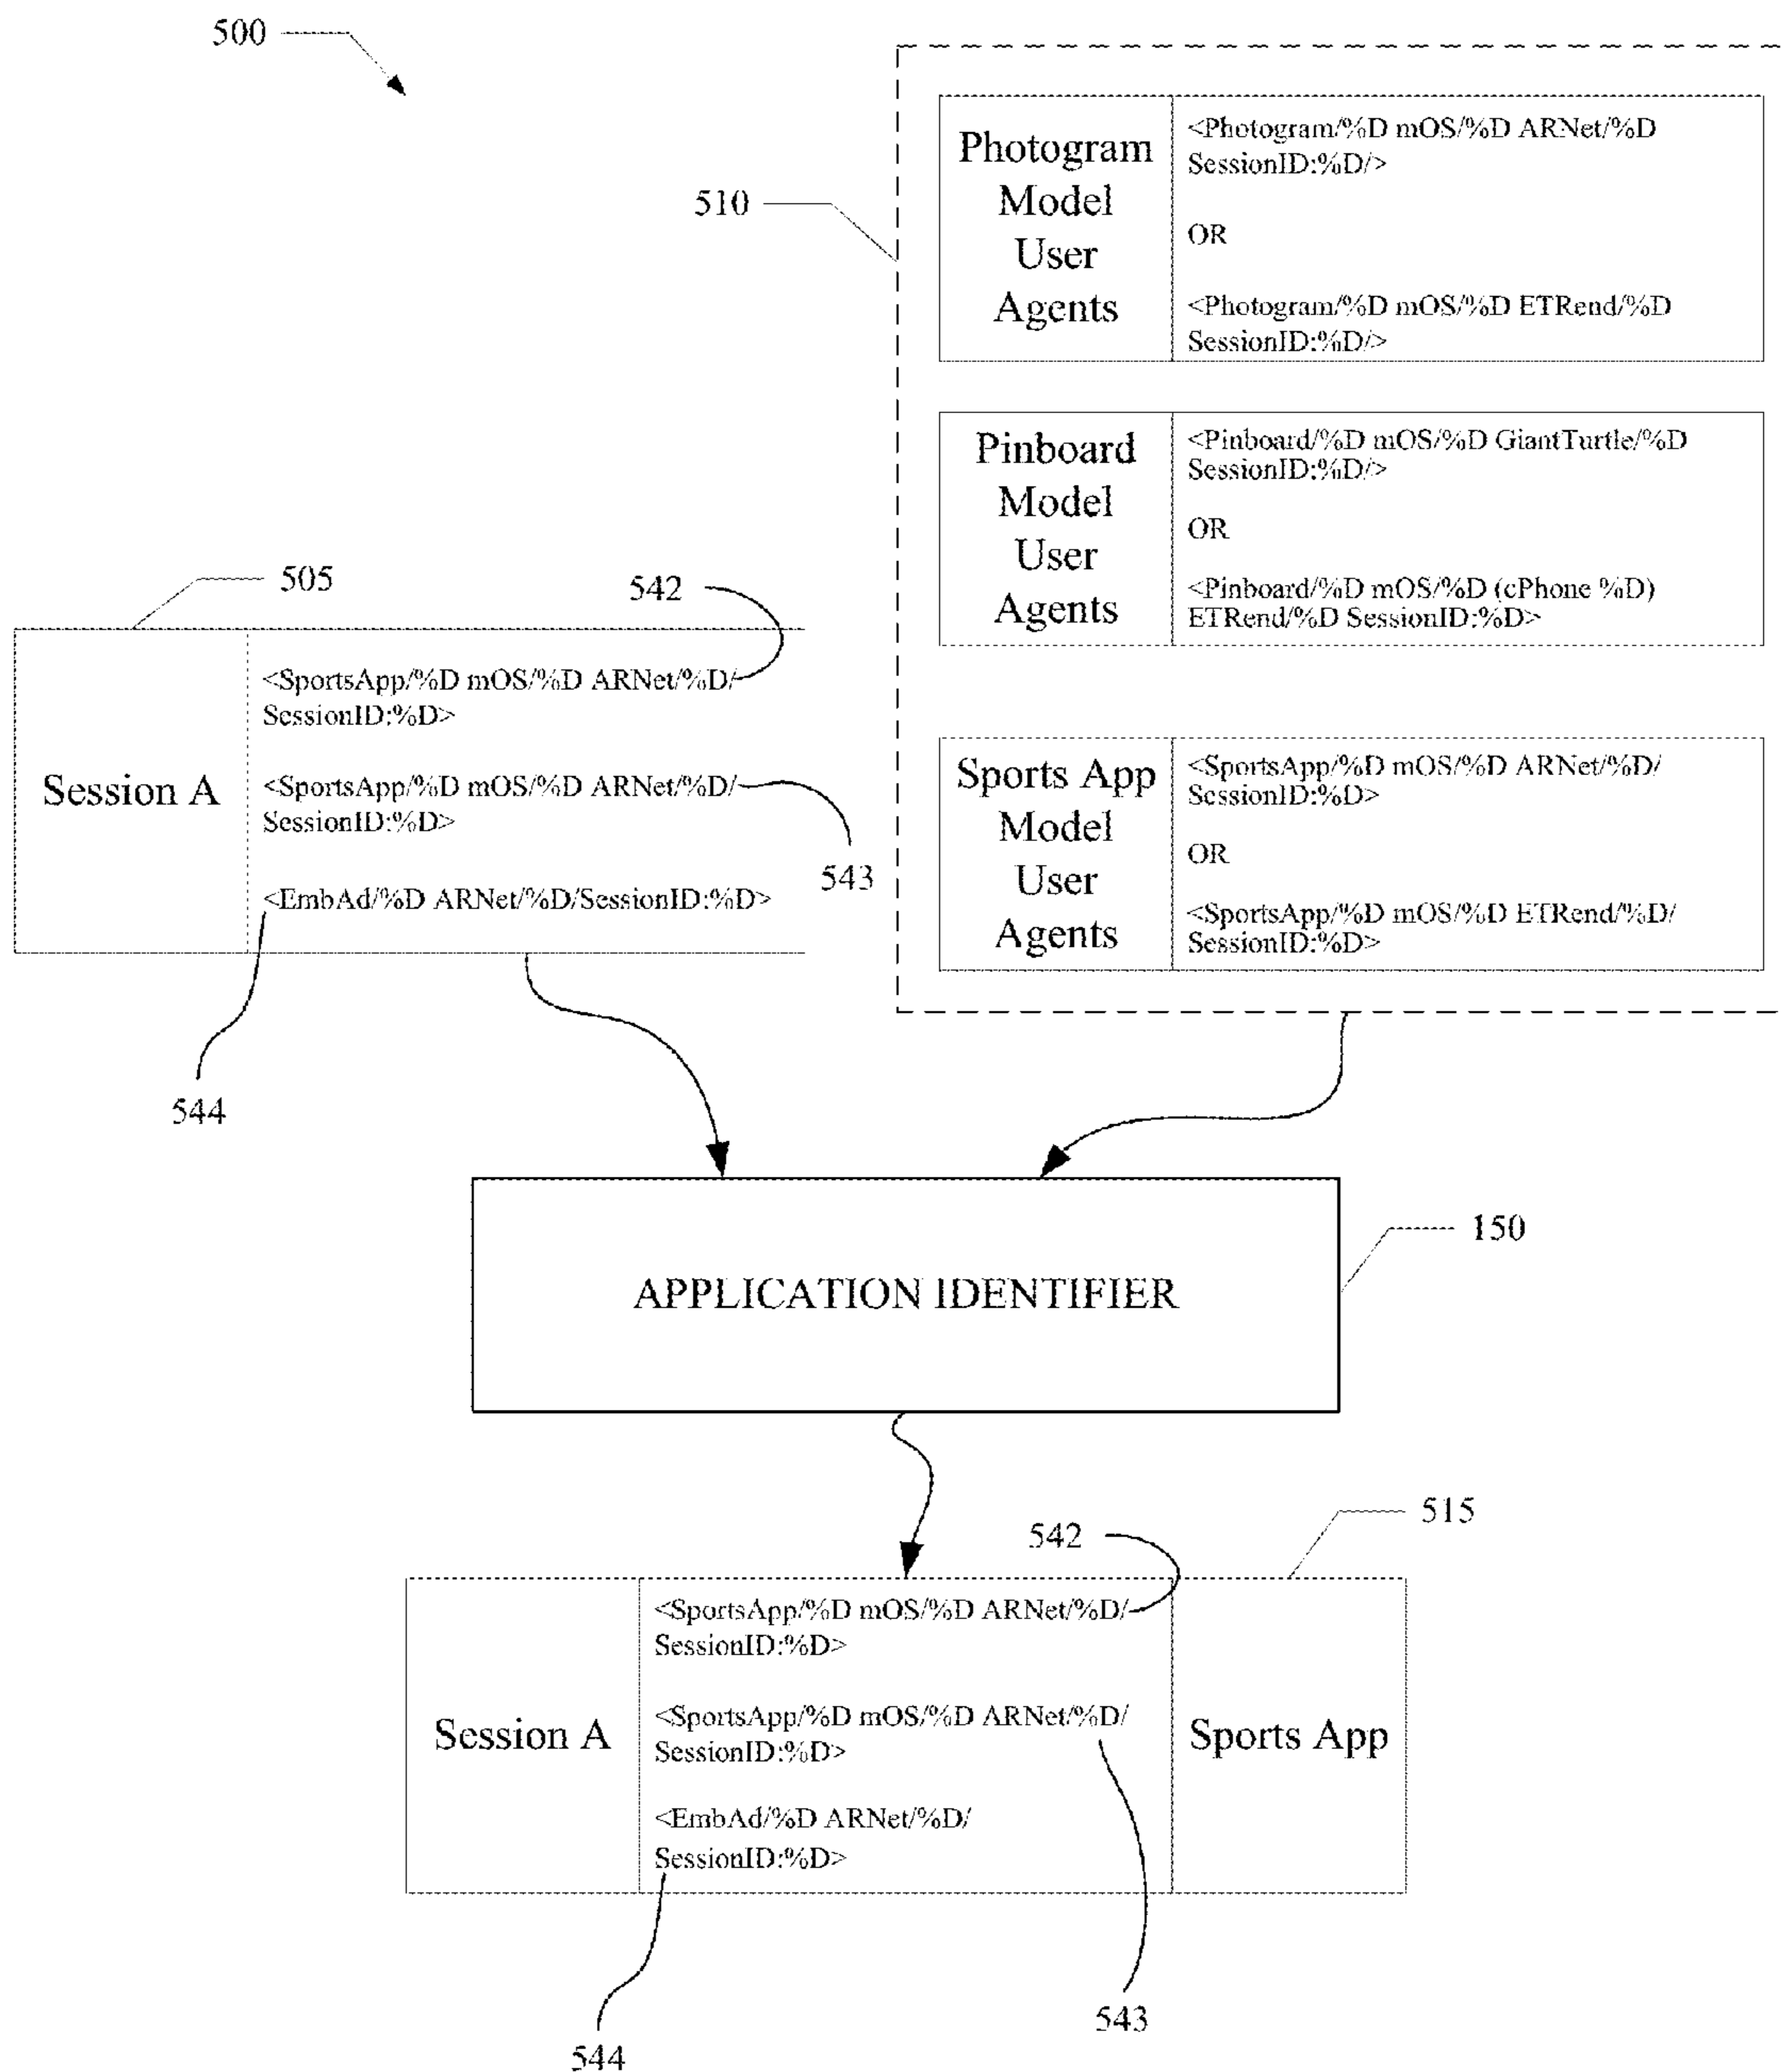 500
510
Photogram
Model
User
Agents
<Photogram/%D mOS/%D ARNet/%D
SessionID:%D/>
OR
<Photogram/%D mOS/%D ETRend/%D
SessionID:%D/>
Pinboard
Model
User
Agents
<Pinboard/%D mOS/%D GiantTurtle/%D
SessionID:%D/>
OR
<Pinboard/%D mOS/%D (cPhone %D)
ETRend/%D SessionID:%D>
Sports App
Model
User
Agents
<SportsApp/%D mOS/%D ARNet/%D/
SessionID:%D>
OR
<SportsApp/%D mOS/%D ETRend/%D/
SessionID:%D>
505
542
Session A
<SportsApp/%D mOS/%D ARNet/%D/
SessionID:%D>
<SportsApp/%D mOS/%D ARNet/%D/
SessionID:%D>
543
<EmbAd/%D ARNet/%D/SessionID:%D>
544
APPLICATION IDENTIFIER
150
515
542
Session A
<SportsApp/%D mOS/%D ARNet/%D/
SessionID:%D>
<SportsApp/%D mOS/%D ARNet/%D/
SessionID:%D>
<EmbAd/%D ARNet/%D/
SessionID:%D>
Sports App
543
544